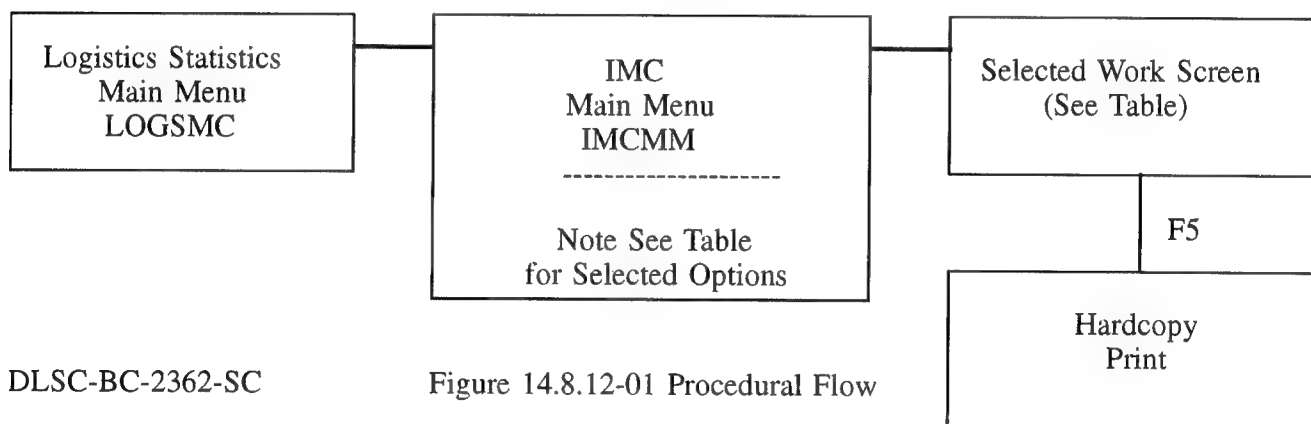 Logistics Statistics
Main Menu
LOGSMC
IMC
Main Menu
IMCMM
--------------------
Note See Table
for Selected Options
Selected Work Screen
(See Table)
F5
Hardcopy
Print
DLSC-BC-2362-SC
Figure 14.8.12-01 Procedural Flow